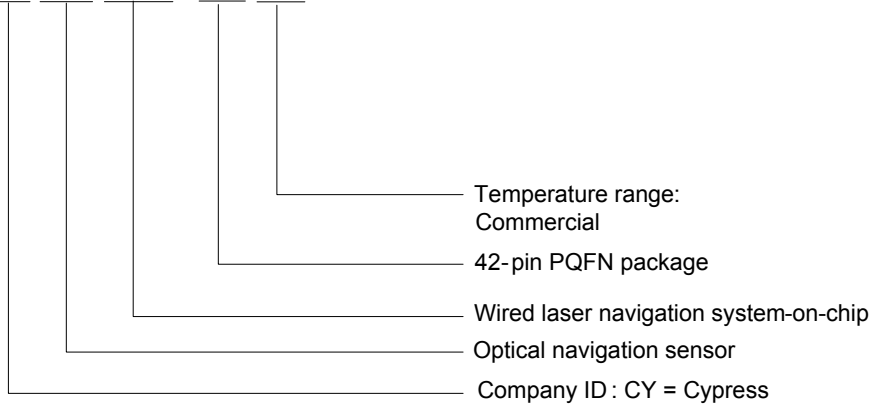 Temperature range:
Commercial
42-pin PQFN package
Wired laser navigation system-on-chip
Optical navigation sensor
Company ID : CY = Cypress